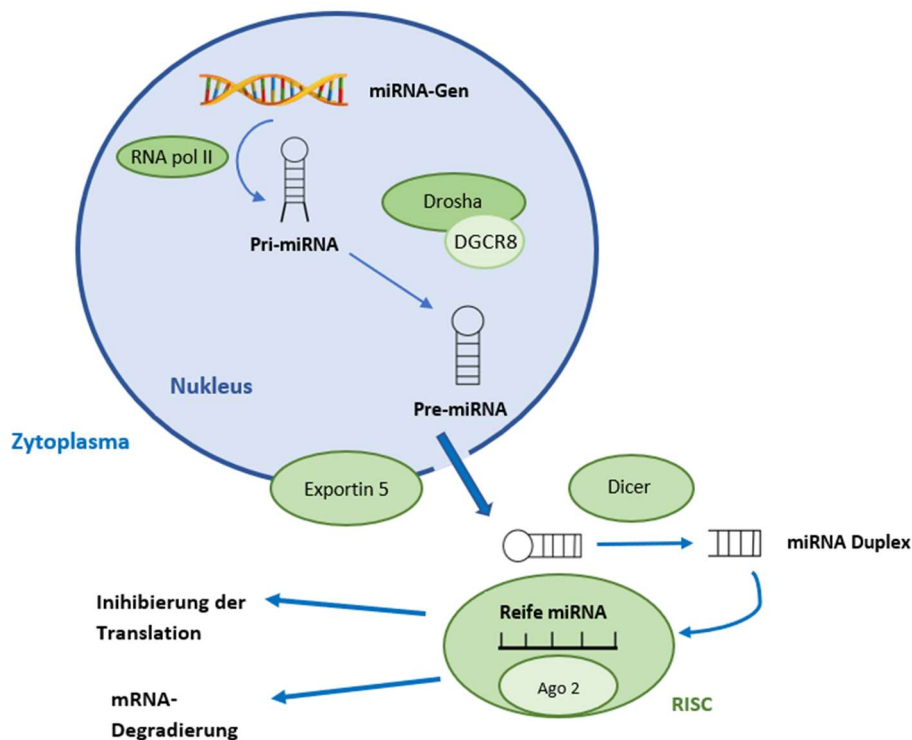 miRNA-Gen
RNA pol II
Drosha
DGCR8
Pri-miRNA
Nukleus
Pre-miRNA
Zytoplasma
Exportin 5
Dicer
miRNA Duplex
Inihibierung der
Translation
Reife miRNA
Ago 2
RISC
mRNA-
Degradierung